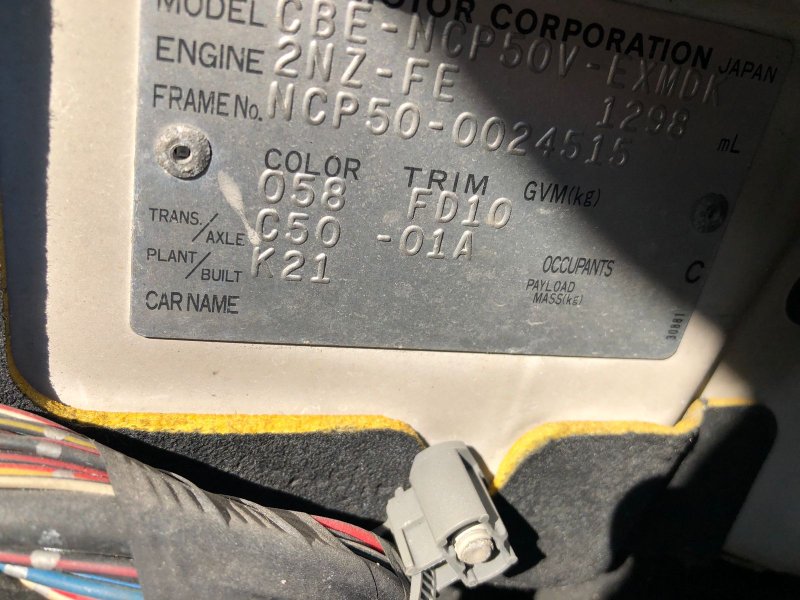 MOTOR CORPORATION JAPAN
MODEL CBE-NCP50V-EXMDK
ENGINE 2NZ-FE 1298 mL
FRAME No. NCP50-0024515
COLOR TRIM GVM(kg)
058 FD10
TRANS./AXLE C50 -01A
PLANT/BUILT K21 OCCUPANTS C
PAYLOAD
MASS(kg)
CAR NAME
30881